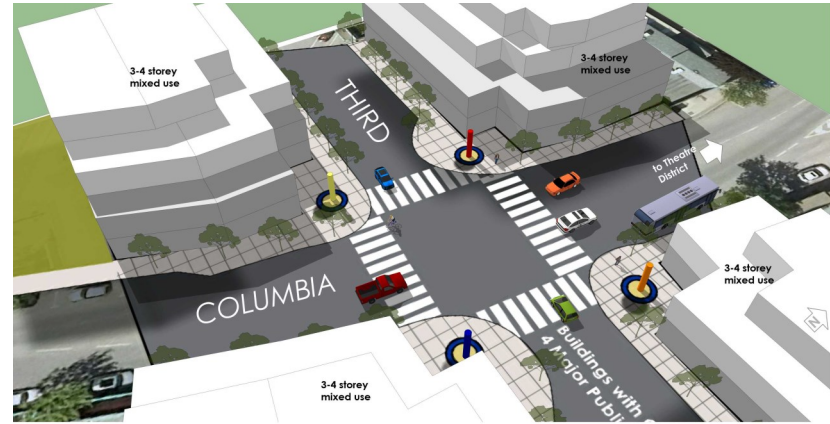 3-4 storey
mixed use
3-4 storey
mixed use
THIRD
to Theatre
District
COLUMBIA
3-4 storey
mixed use
N
Buildings with
4 Major
3-4 storey
mixed use